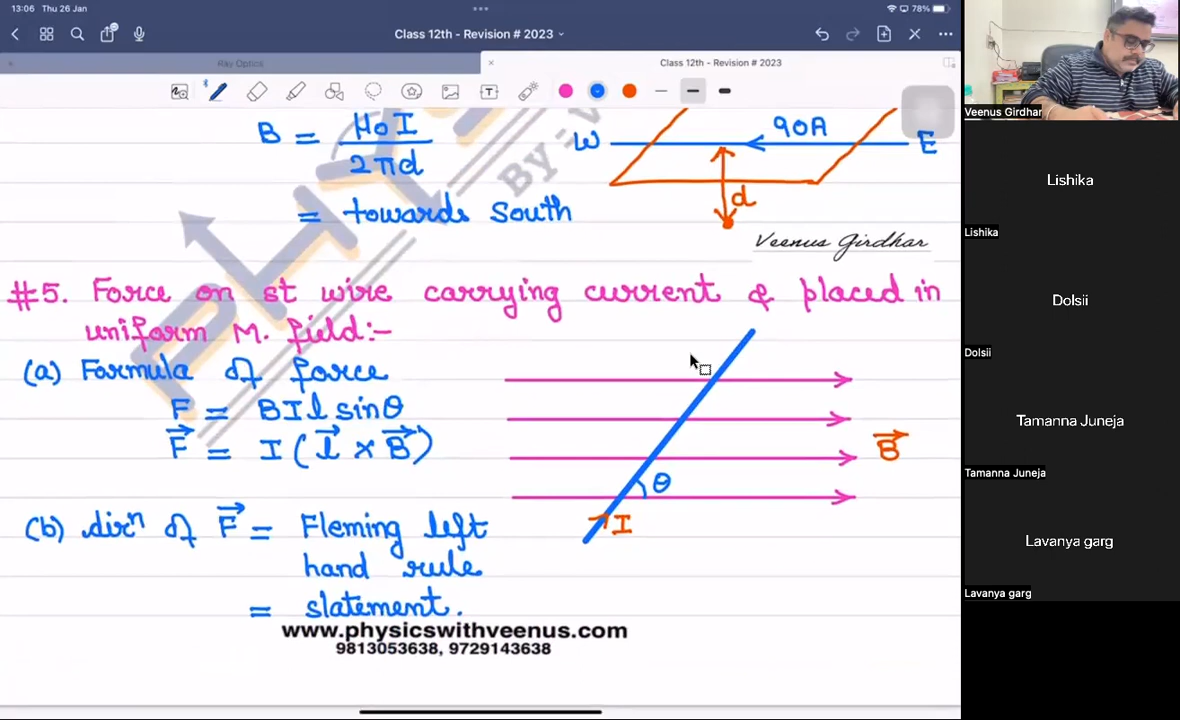 13:06 Thu 26 Jan
78%
Class 12th - Revision # 2023
Ray Optics
Class 12th - Revision # 2023
B = μ0I
2πd
= towards south
W
90A
E
d
Veenus Girdhar
#5. Force on st wire carrying current & placed in
uniform M. field:-
(a) Formula of force
F = BIl sinθ
F⃗ = I(l⃗ × B⃗)
B⃗
θ
I
(b) dirⁿ of F⃗ = Fleming left
hand rule
= statement.
www.physicswithveenus.com
9813053638, 9729143638
Veenus Girdhar
Lishika
Lishika
Dolsii
Dolsii
Tamanna Juneja
Tamanna Juneja
Lavanya garg
Lavanya garg